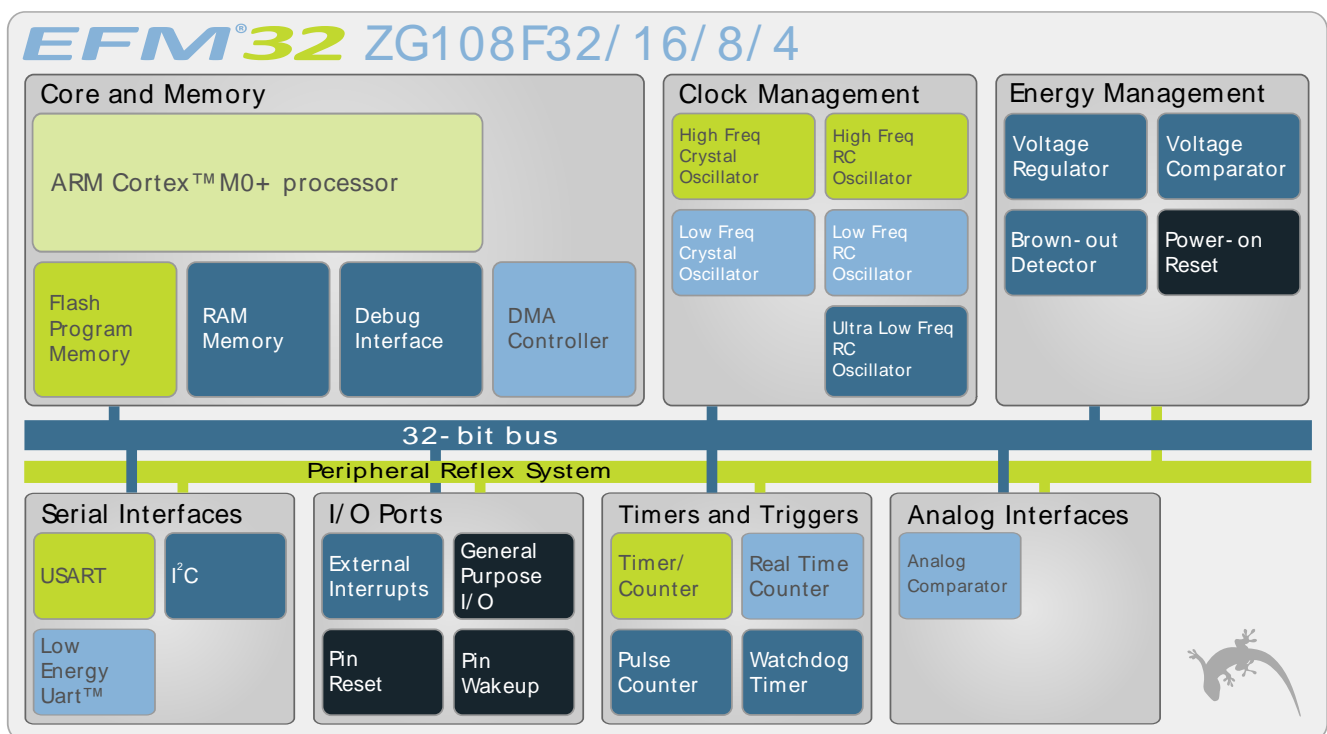 EFM®32 ZG108F32/16/8/4
Core and Memory
ARM Cortex™ M0+ processor
Flash
Program
Memory
RAM
Memory
Debug
Interface
DMA
Controller
Clock Management
High Freq
Crystal
Oscillator
High Freq
RC
Oscillator
Low Freq
Crystal
Oscillator
Low Freq
RC
Oscillator
Ultra Low Freq
RC
Oscillator
Energy Management
Voltage
Regulator
Voltage
Comparator
Brown-out
Detector
Power-on
Reset
32-bit bus
Peripheral Reflex System
Serial Interfaces
USART
I²C
Low
Energy
Uart™
I/O Ports
External
Interrupts
General
Purpose
I/O
Pin
Reset
Pin
Wakeup
Timers and Triggers
Timer/
Counter
Real Time
Counter
Pulse
Counter
Watchdog
Timer
Analog Interfaces
Analog
Comparator